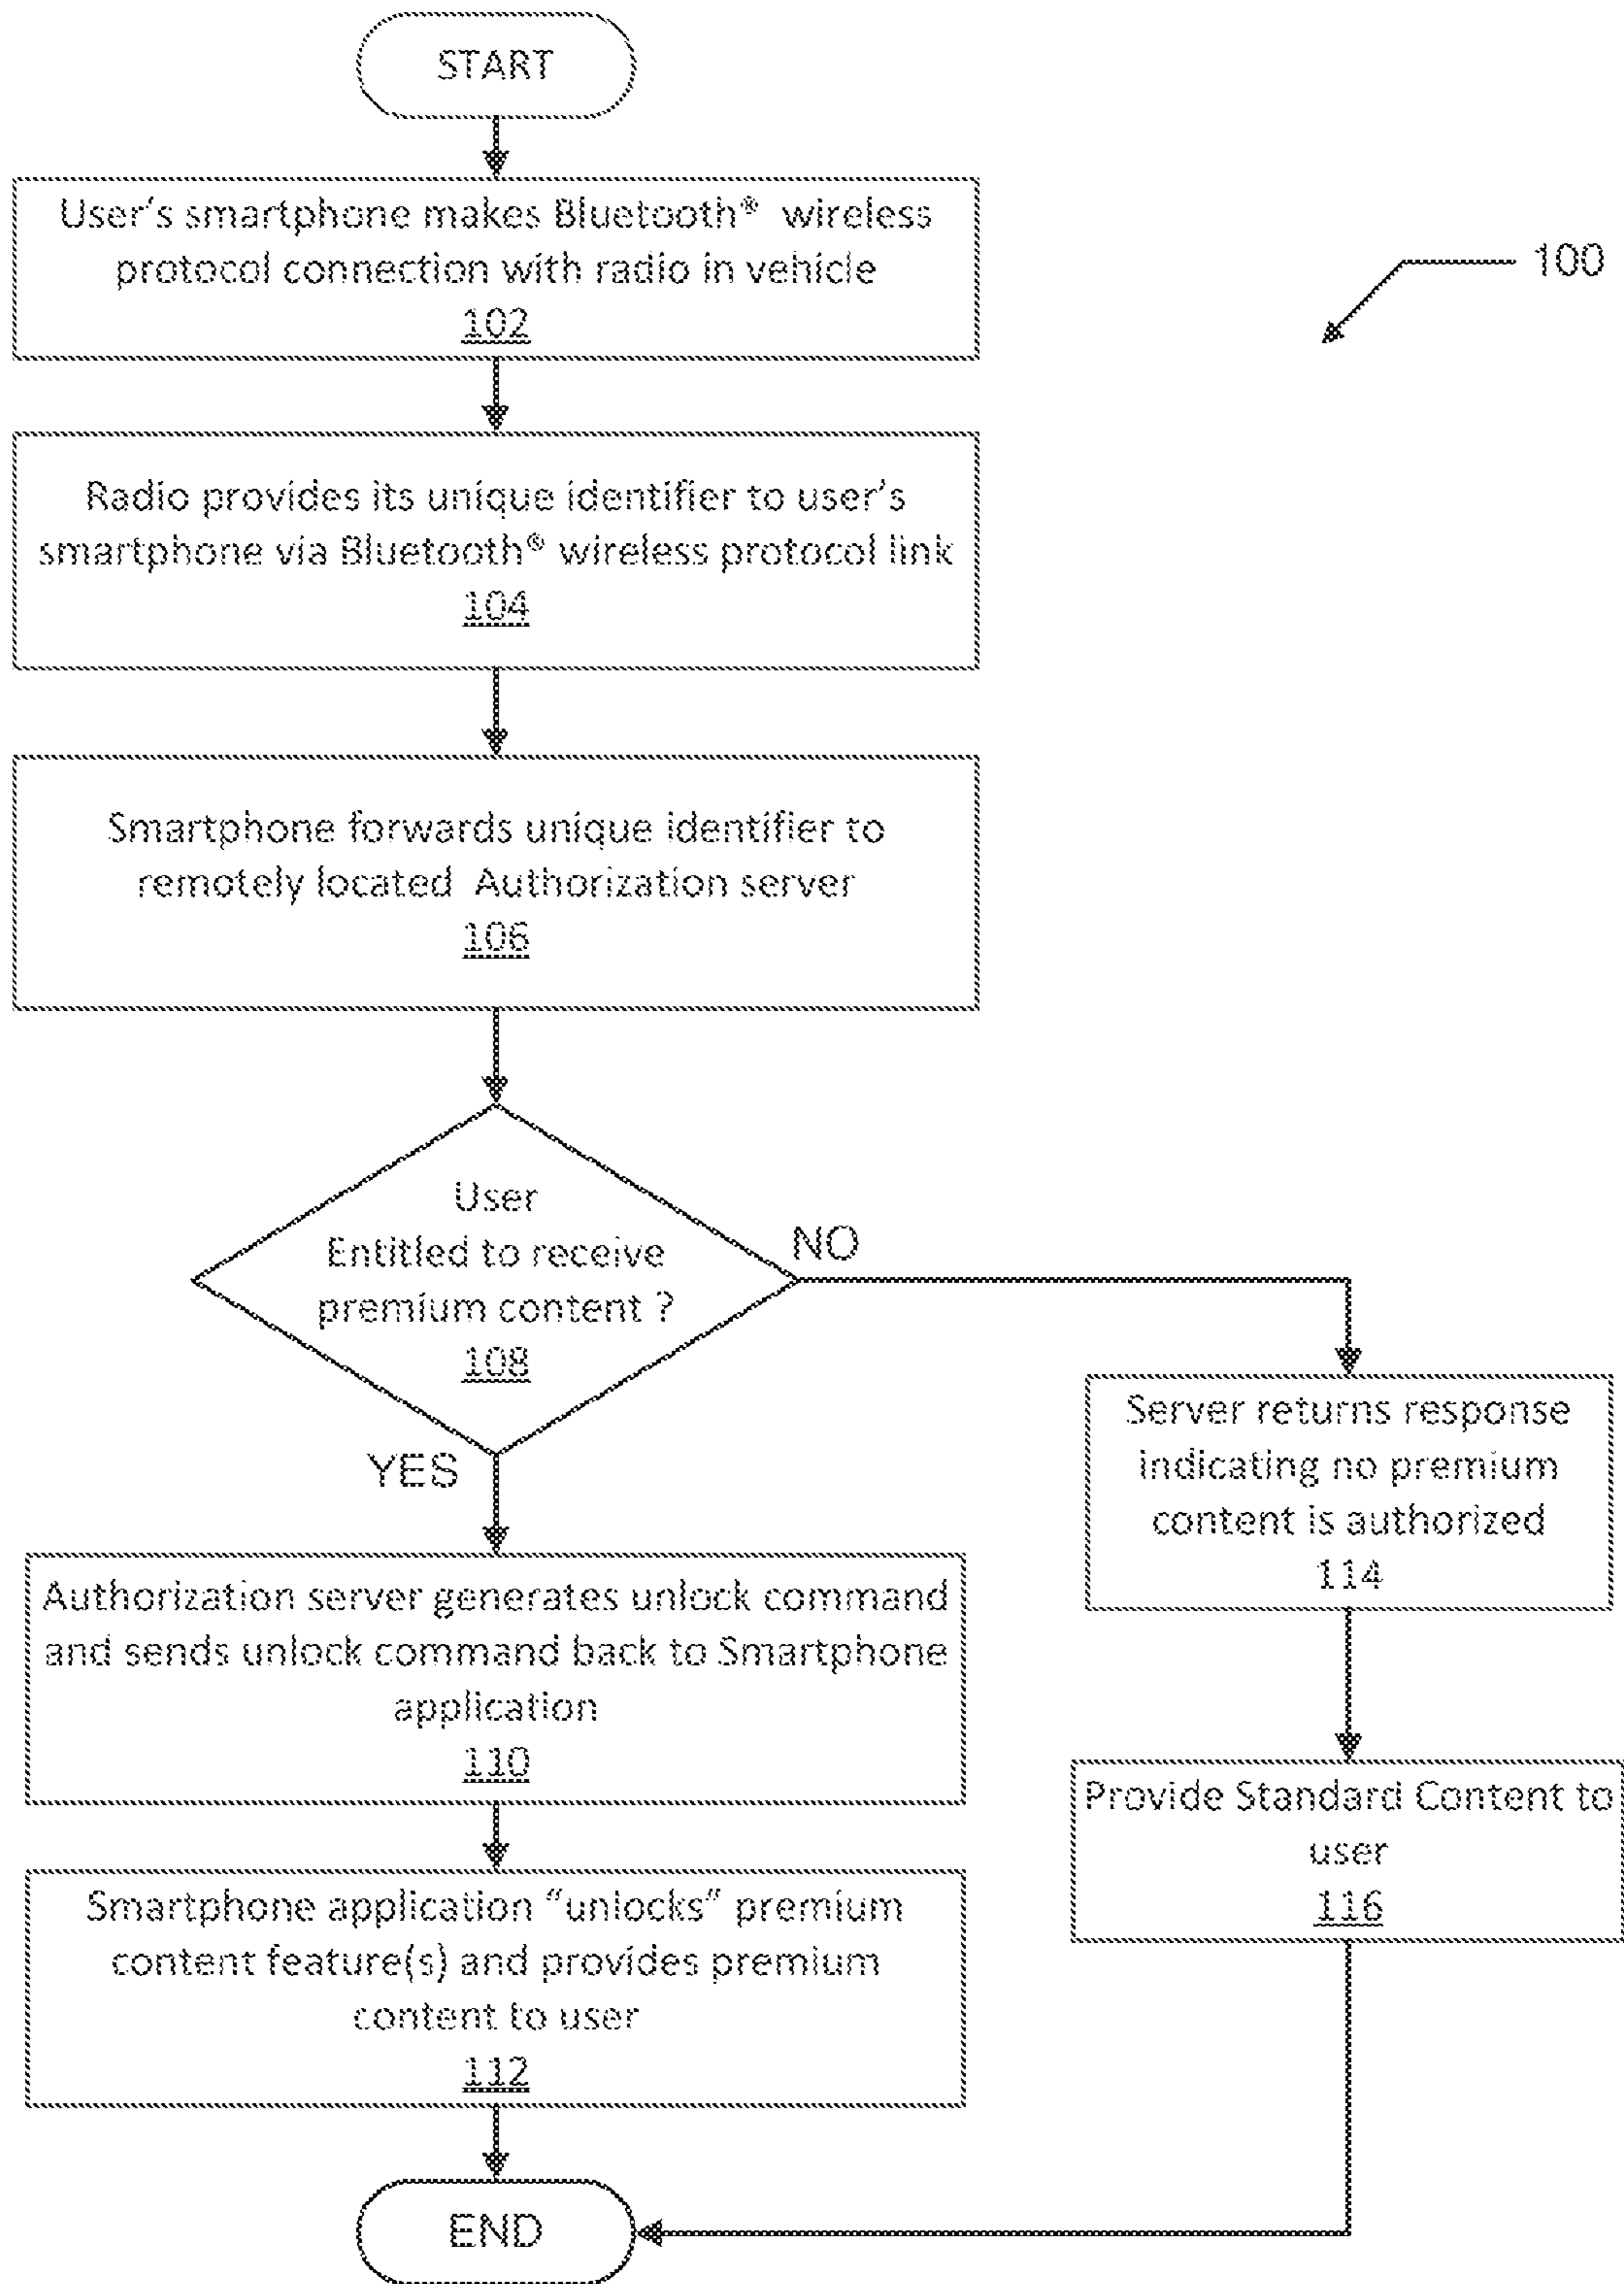 START
User's smartphone makes Bluetooth® wireless
protocol connection with radio in vehicle
102
100
Radio provides its unique identifier to user's
smartphone via Bluetooth® wireless protocol link
104
Smartphone forwards unique identifier to
remotely located Authorization server
106
User
Entitled to receive
premium content ?
108
NO
YES
Server returns response
indicating no premium
content is authorized
114
Authorization server generates unlock command
and sends unlock command back to Smartphone
application
110
Provide Standard Content to
user
116
Smartphone application “unlocks” premium
content feature(s) and provides premium
content to user
112
END